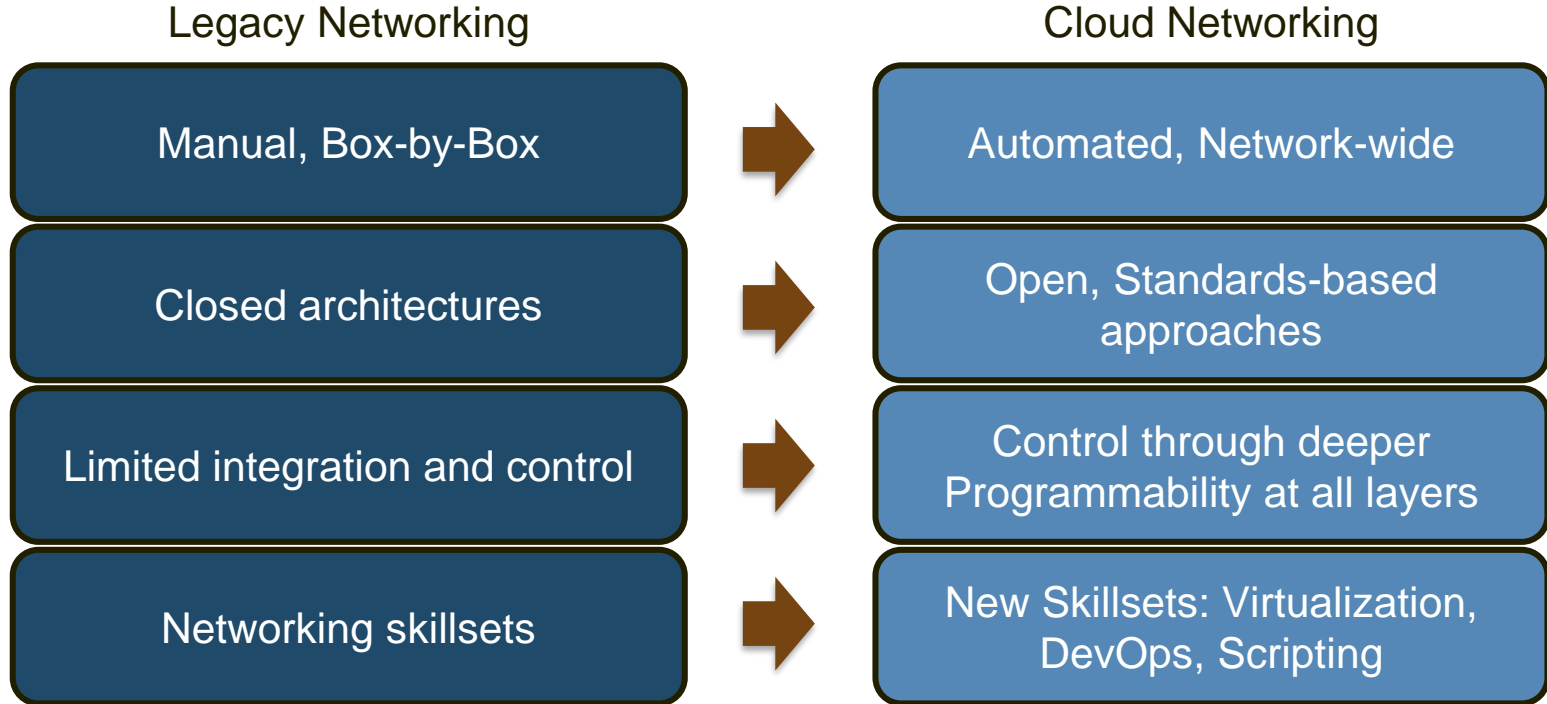 Legacy Networking
Cloud Networking
Manual, Box-by-Box
Automated, Network-wide
Closed architectures
Open, Standards-based
approaches
Limited integration and control
Control through deeper
Programmability at all layers
Networking skillsets
New Skillsets: Virtualization,
DevOps, Scripting